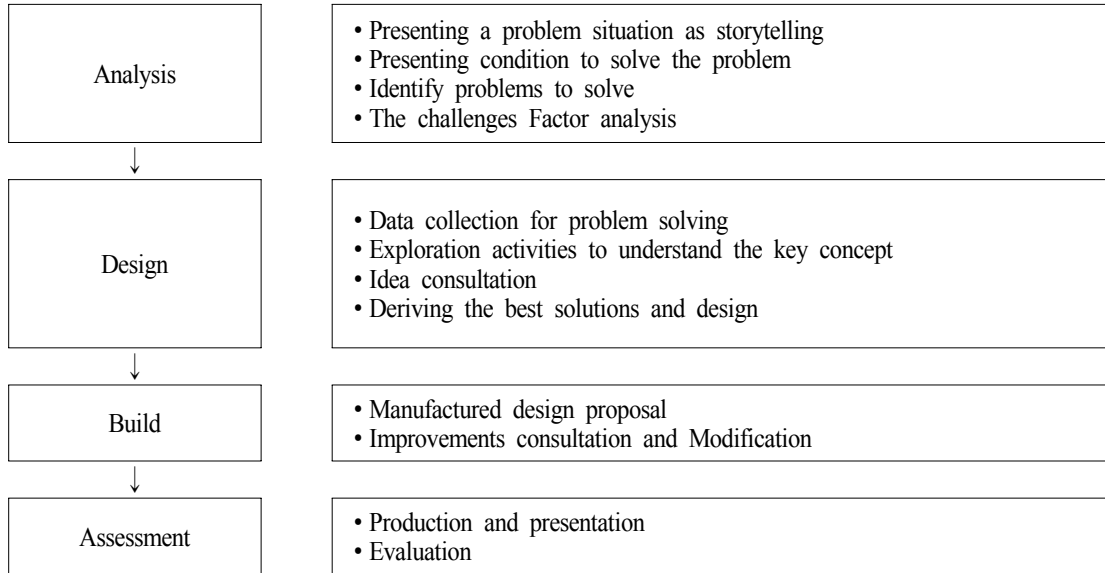 Analysis
• Presenting a problem situation as storytelling
• Presenting condition to solve the problem
• Identify problems to solve
• The challenges Factor analysis
Design
• Data collection for problem solving
• Exploration activities to understand the key concept
• Idea consultation
• Deriving the best solutions and design
Build
• Manufactured design proposal
• Improvements consultation and Modification
Assessment
• Production and presentation
• Evaluation